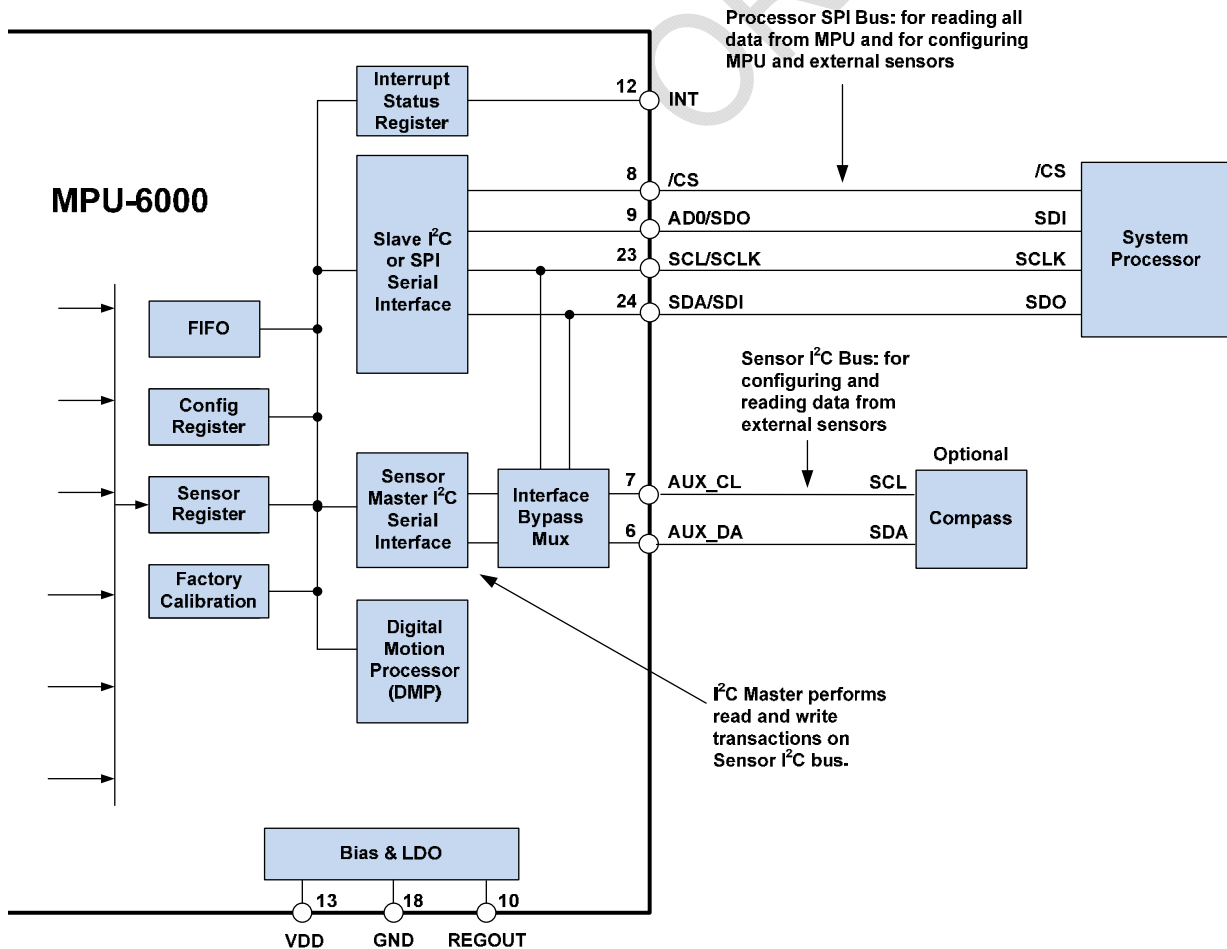 Processor SPI Bus: for reading all
data from MPU and for configuring
MPU and external sensors
Interrupt
Status
Register
12
INT
MPU-6000
Slave I²C
or SPI
Serial
Interface
8
/CS
/CS
9
AD0/SDO
SDI
23
SCL/SCLK
SCLK
24
SDA/SDI
SDO
System
Processor
FIFO
Config
Register
Sensor
Register
Factory
Calibration
Sensor
Master I²C
Serial
Interface
Interface
Bypass
Mux
Sensor I²C Bus: for
configuring and
reading data from
external sensors
Optional
7
AUX_CL
SCL
6
AUX_DA
SDA
Compass
Digital
Motion
Processor
(DMP)
I²C Master performs
read and write
transactions on
Sensor I²C bus.
Bias & LDO
13
18
10
VDD
GND
REGOUT